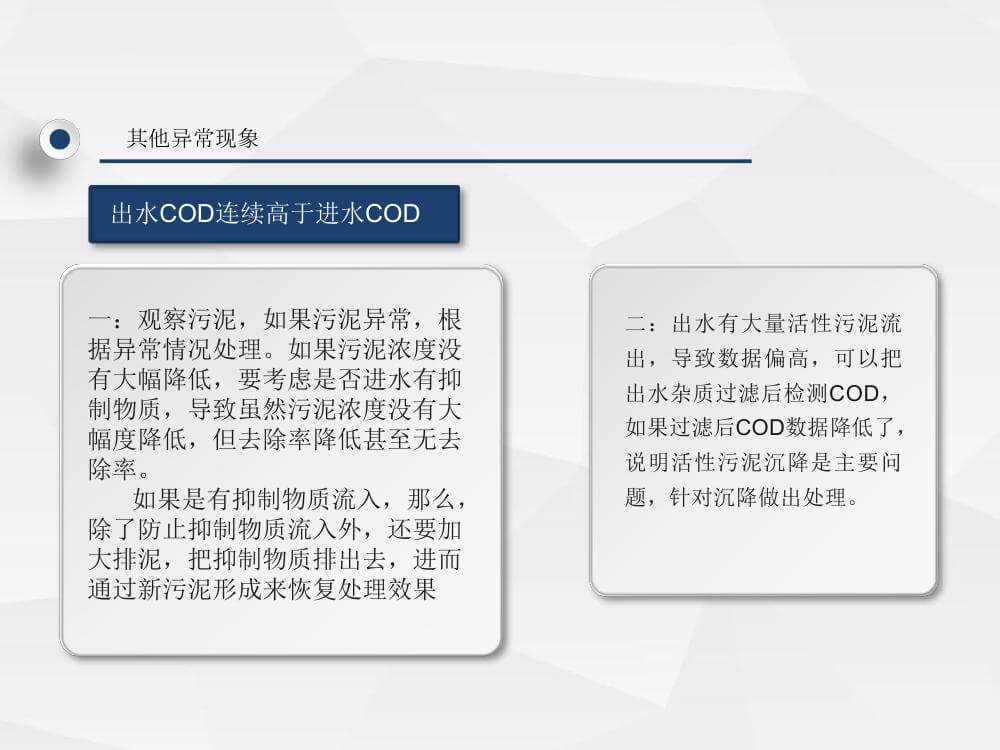 其他异常现象
出水COD连续高于进水COD
一：观察污泥，如果污泥异常，根
据异常情况处理。如果污泥浓度没
有大幅降低，要考虑是否进水有抑
制物质，导致虽然污泥浓度没有大
幅度降低，但去除率降低甚至无去
除率。
如果是有抑制物质流入，那么，
除了防止抑制物质流入外，还要加
大排泥，把抑制物质排出去，进而
通过新污泥形成来恢复处理效果
二：出水有大量活性污泥流
出，导致数据偏高，可以把
出水杂质过滤后检测COD，
如果过滤后COD数据降低了，
说明活性污泥沉降是主要问
题，针对沉降做出处理。